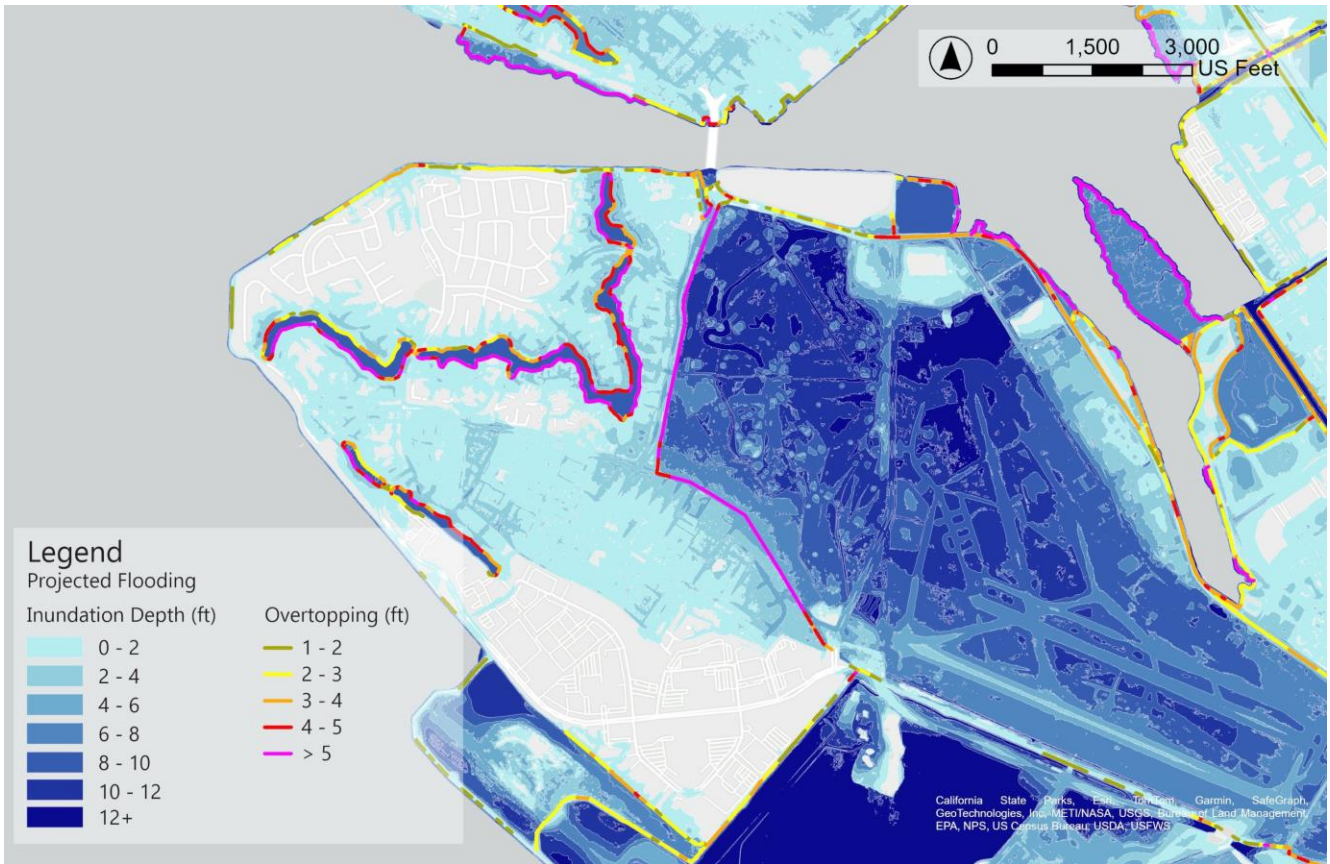 0 1,500 3,000
US Feet
Legend
Projected Flooding
Inundation Depth (ft)
0 - 2
2 - 4
4 - 6
6 - 8
8 - 10
10 - 12
12+
Overtopping (ft)
1 - 2
2 - 3
3 - 4
4 - 5
> 5
California State Parks, Esri, TomTom, Garmin, SafeGraph,
GeoTechnologies, Inc, METI/NASA, USGS, Bureau of Land Management,
EPA, NPS, US Census Bureau, USDA, USFWS